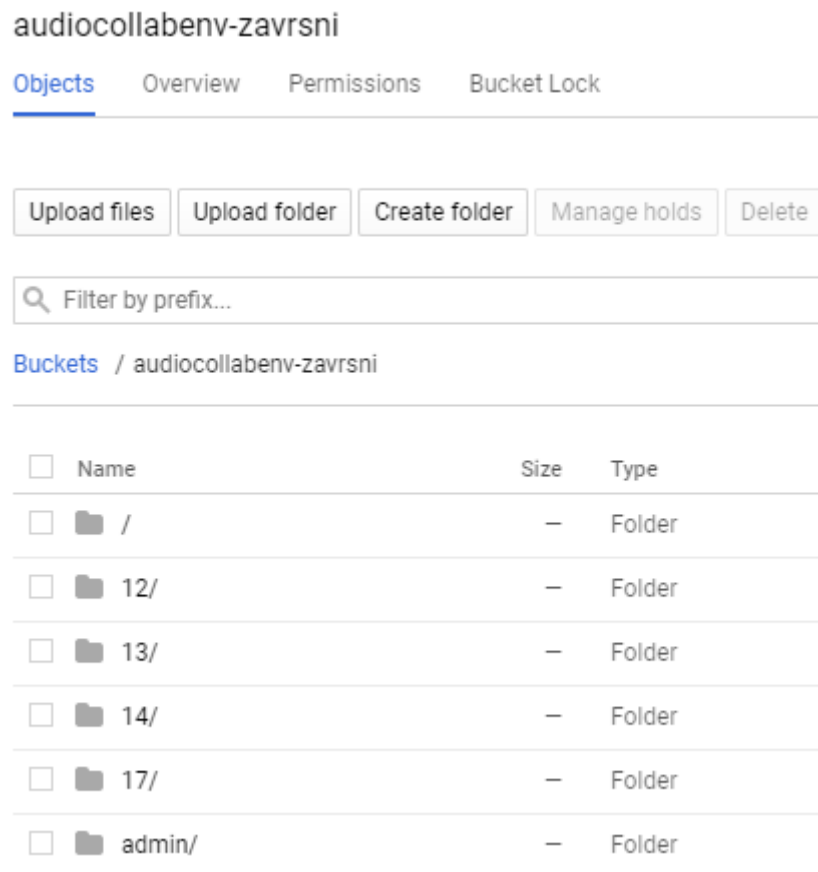 audiocollabenv-zavrsni
Objects Overview Permissions Bucket Lock
Upload files Upload folder Create folder Manage holds Delete
Filter by prefix...
Buckets / audiocollabenv-zavrsni
Name Size Type
/ — Folder
12/ — Folder
13/ — Folder
14/ — Folder
17/ — Folder
admin/ — Folder